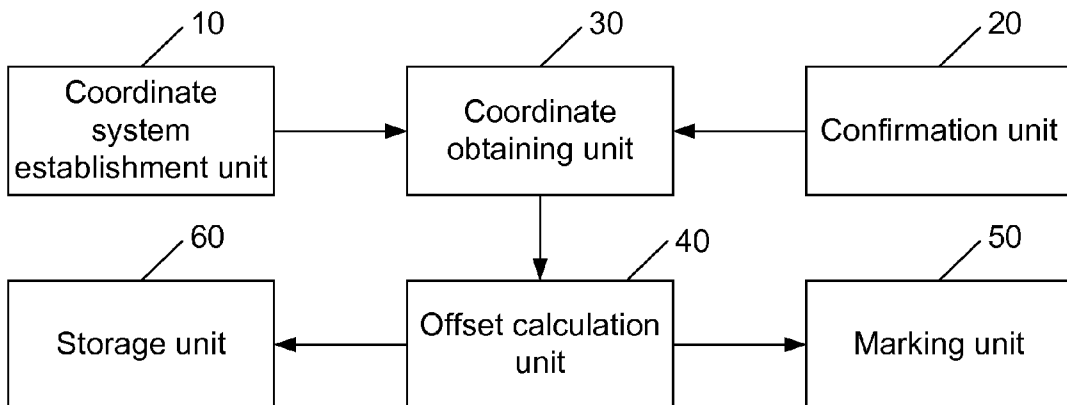 10
30
20
Coordinate
system
establishment unit
Coordinate
obtaining unit
Confirmation unit
60
40
50
Storage unit
Offset calculation
unit
Marking unit